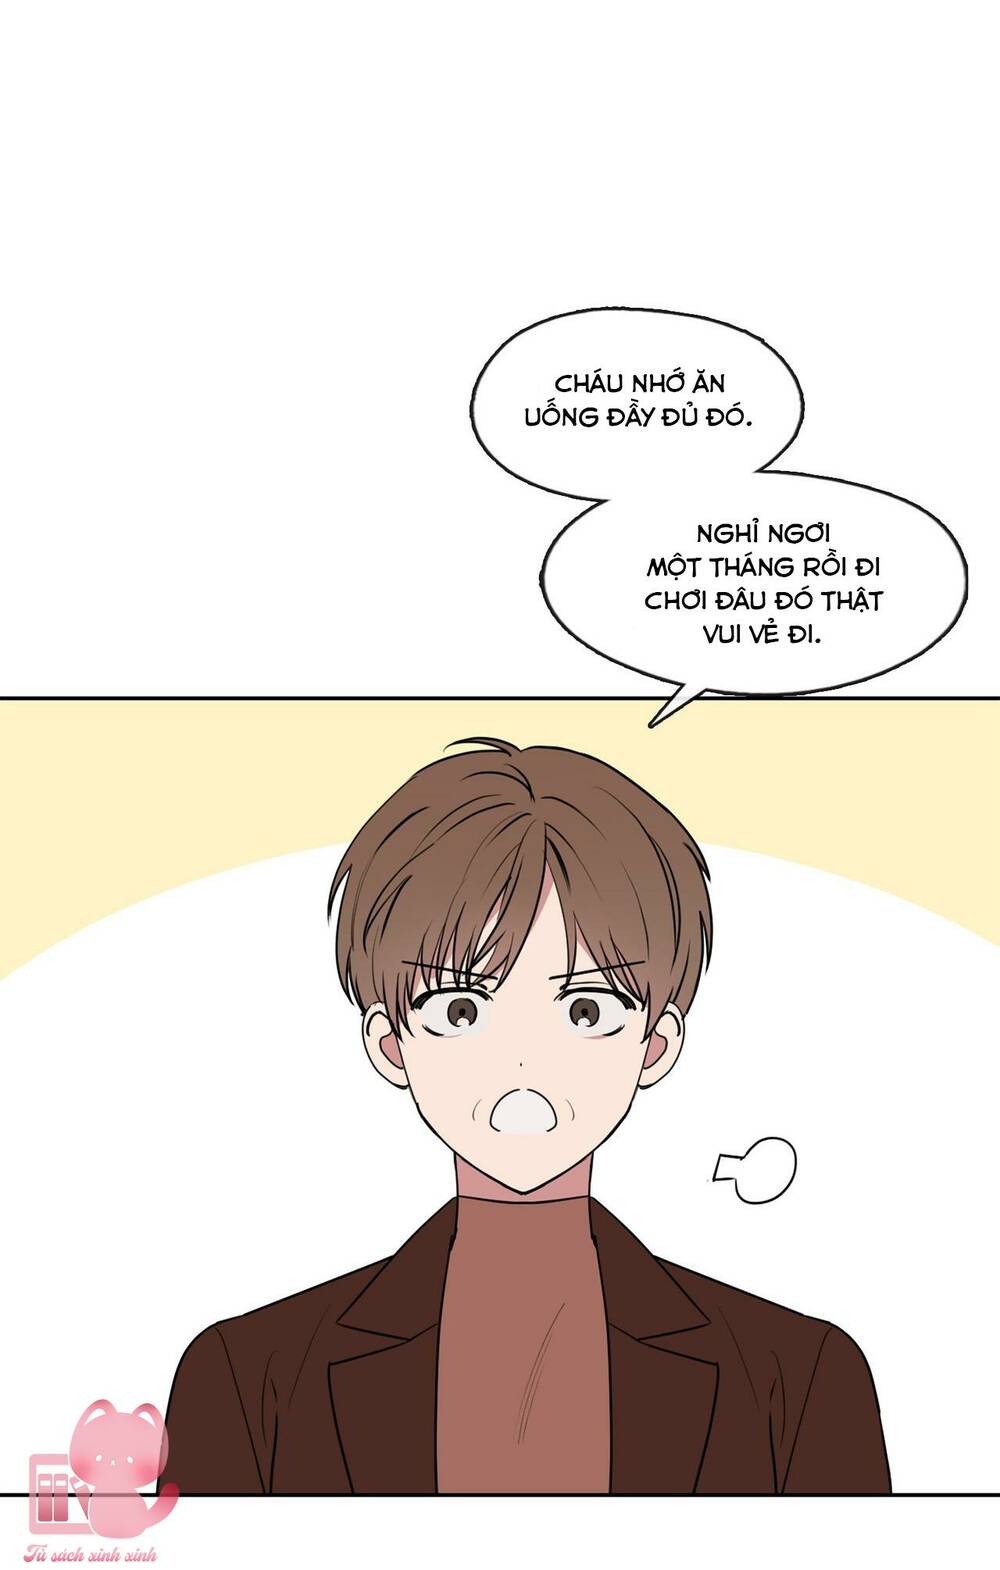 CHÁU NHỚ ĂN
UỐNG ĐẦY ĐỦ ĐÓ.
NGHỈ NGƠI
MỘT THÁNG RỒI ĐI
CHƠI ĐÂU ĐÓ THẬT
VUI VẺ ĐI.
Tủ sách xinh xinh